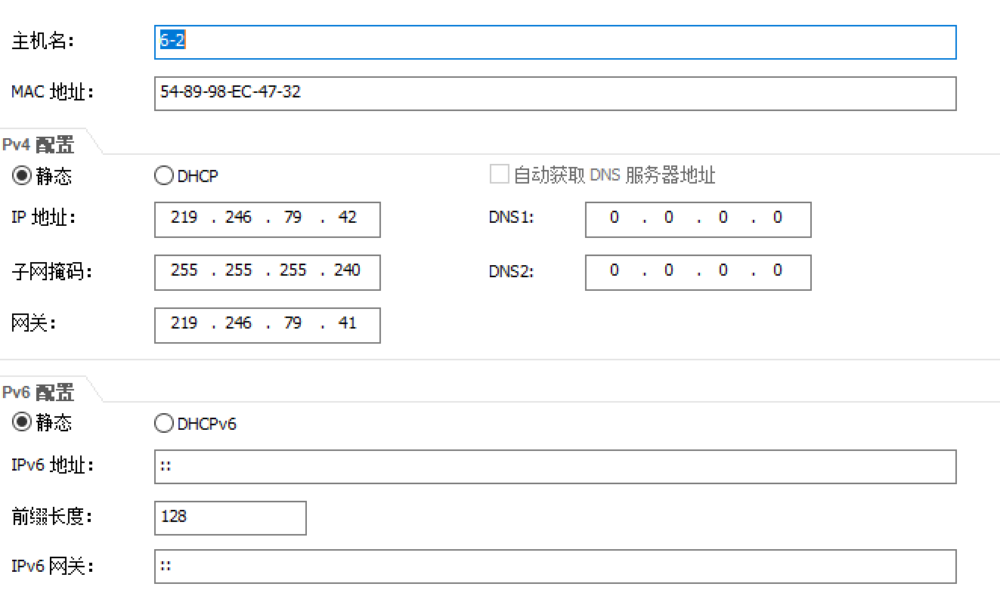 主机名： 6-2
MAC 地址： 54-89-98-EC-47-32
Pv4 配置
静态 DHCP 自动获取 DNS 服务器地址
IP 地址： 219 . 246 . 79 . 42 DNS1: 0 . 0 . 0 . 0
子网掩码： 255 . 255 . 255 . 240 DNS2: 0 . 0 . 0 . 0
网关： 219 . 246 . 79 . 41
Pv6 配置
静态 DHCPv6
IPv6 地址： ::
前缀长度： 128
IPv6 网关： ::